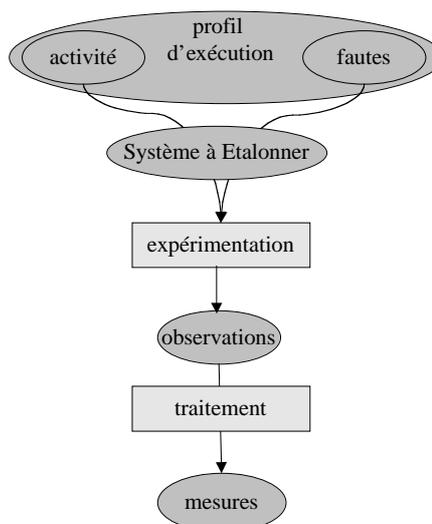 profil
d’exécution
activité
fautes
Système à Etalonner
expérimentation
observations
traitement
mesures